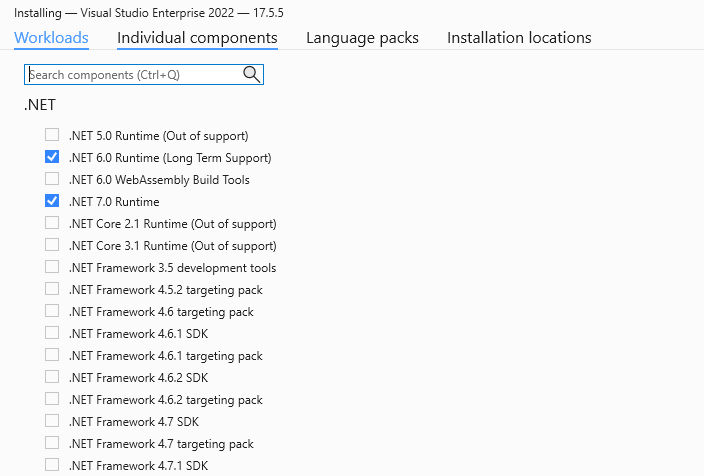 Installing — Visual Studio Enterprise 2022 — 17.5.5
Workloads Individual components Language packs Installation locations
Search components (Ctrl+Q)
.NET
.NET 5.0 Runtime (Out of support)
.NET 6.0 Runtime (Long Term Support)
.NET 6.0 WebAssembly Build Tools
.NET 7.0 Runtime
.NET Core 2.1 Runtime (Out of support)
.NET Core 3.1 Runtime (Out of support)
.NET Framework 3.5 development tools
.NET Framework 4.5.2 targeting pack
.NET Framework 4.6 targeting pack
.NET Framework 4.6.1 SDK
.NET Framework 4.6.1 targeting pack
.NET Framework 4.6.2 SDK
.NET Framework 4.6.2 targeting pack
.NET Framework 4.7 SDK
.NET Framework 4.7 targeting pack
.NET Framework 4.7.1 SDK